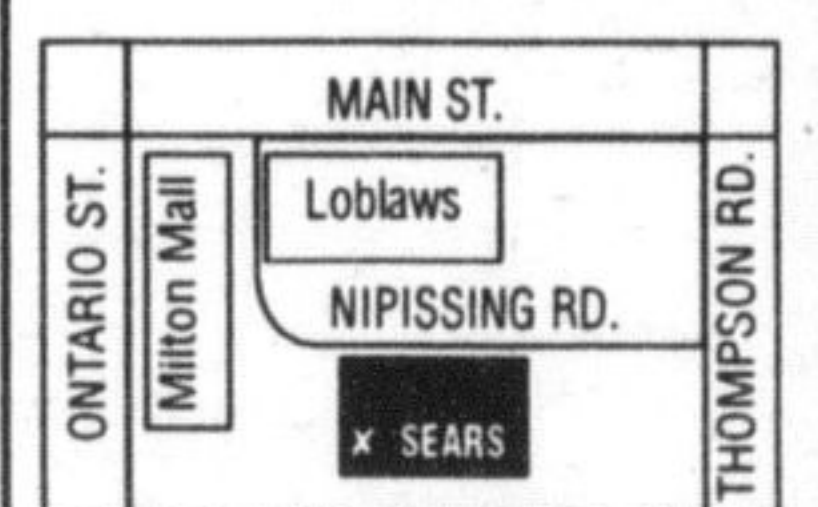 MAIN ST.
ONTARIO ST.
Milton Mall
Loblaws
NIPISSING RD.
THOMPSON RD.
x SEARS